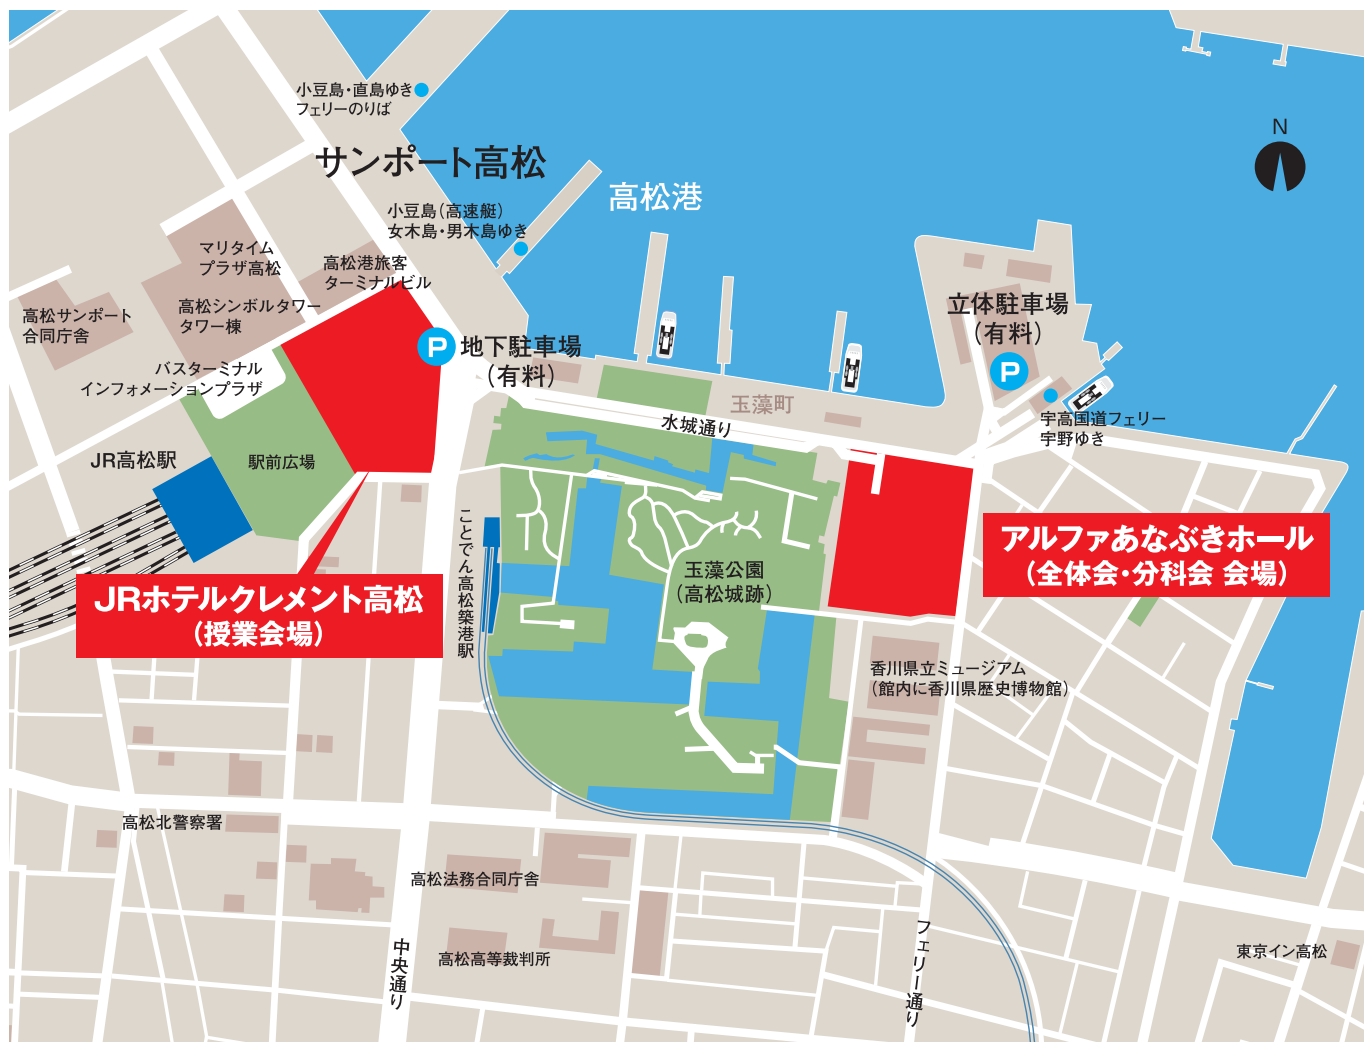 N
小豆島・直島ゆき
フェリーのりば
サンポート高松
高松港
小豆島（高速艇）
女木島・男木島ゆき
マリタイム
プラザ高松
高松港旅客
ターミナルビル
高松サンポート
合同庁舎
高松シンボルタワー
タワー棟
バスターミナル
インフォメーションプラザ
P
地下駐車場
（有料）
立体駐車場
（有料）
P
玉藻町
水城通り
宇高国道フェリー
宇野ゆき
JR高松駅
駅前広場
ことでん高松築港駅
アルファあなぶきホール
（全体会・分科会 会場）
JRホテルクレメント高松
（授業会場）
玉藻公園
（高松城跡）
香川県立ミュージアム
（館内に香川県歴史博物館）
高松北警察署
高松法務合同庁舎
高松高等裁判所
中央通り
フェリー通り
東京イン高松